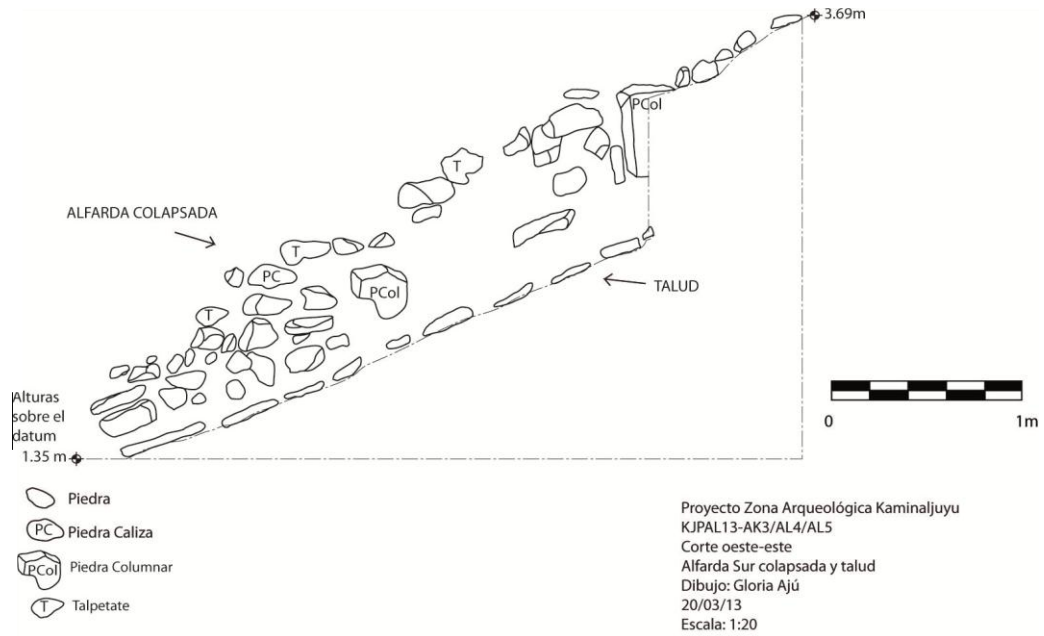 3.69m
PCol
T
ALFARDA COLAPSADA
T
PC
PCol
TALUD
T
Alturas
sobre el
datum
1.35 m
0
1m
Piedra
PC Piedra Caliza
PCol Piedra Columnar
T Talpetate
Proyecto Zona Arqueológica Kaminaljuyu
KJPAL13-AK3/AL4/AL5
Corte oeste-este
Alfarda Sur colapsada y talud
Dibujo: Gloria Ajú
20/03/13
Escala: 1:20